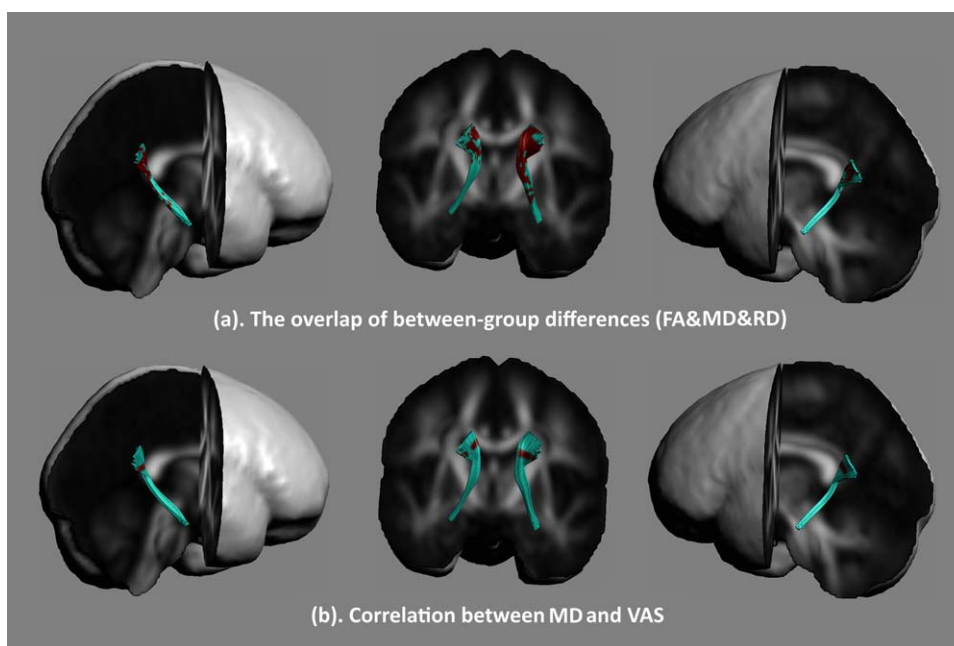 (a). The overlap of between-group differences (FA&MD&RD)
(b). Correlation between MD and VAS